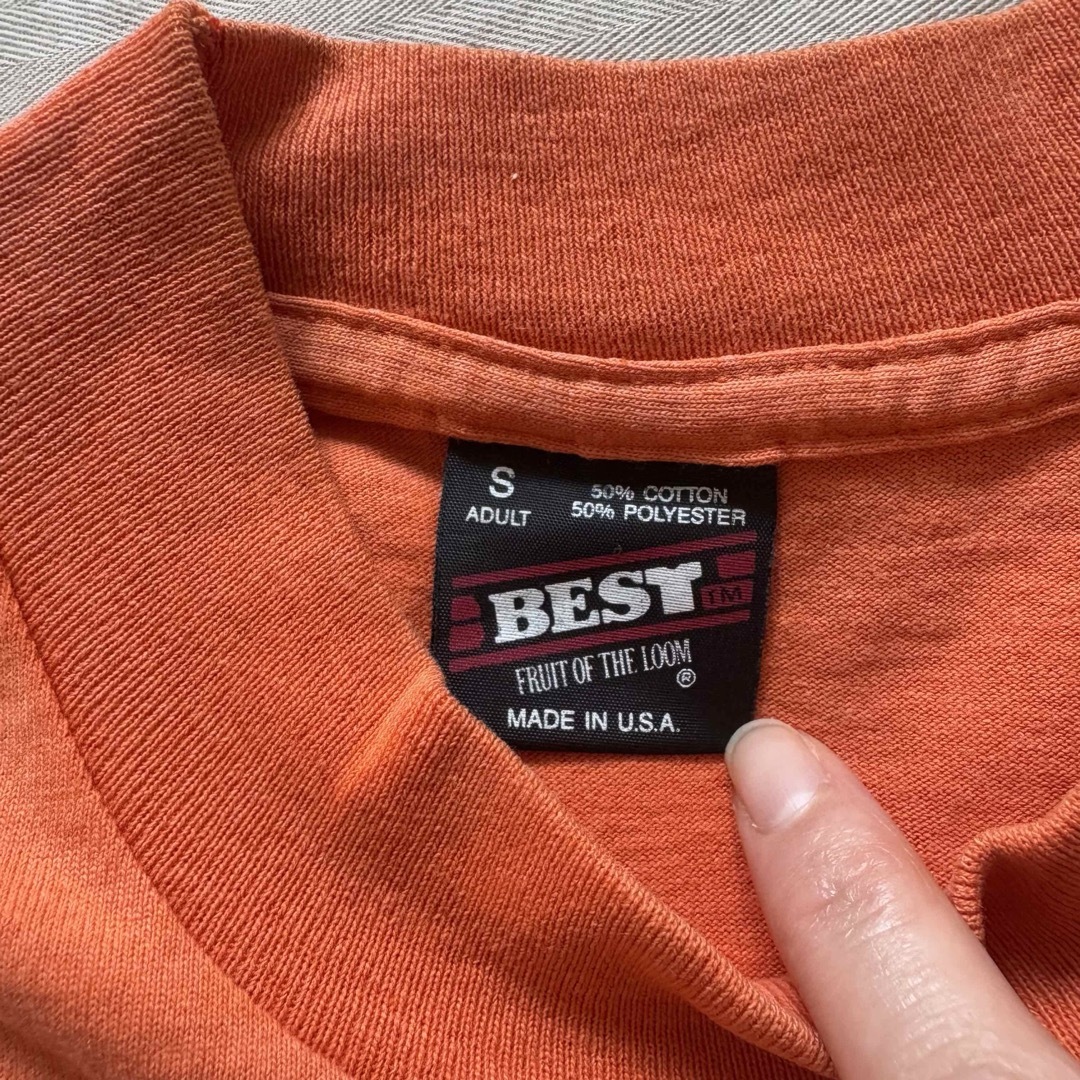 S
ADULT
50% COTTON
50% POLYESTER
BEST TM
FRUIT OF THE LOOM
®
MADE IN U.S.A.